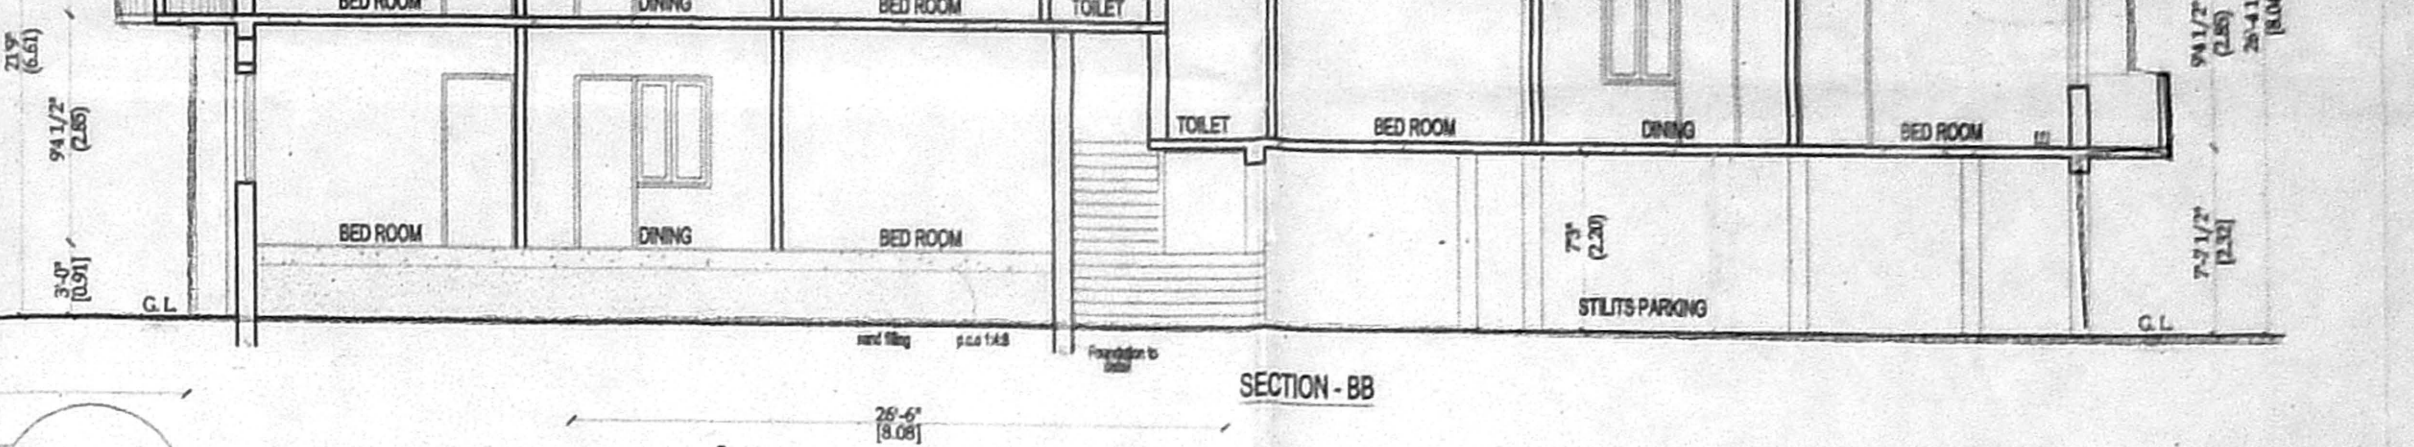 BED ROOM
DINING
BED ROOM
TOILET
21'9"
(6.61)
9'4 1/2"
(2.85)
3'-0"
[0.91]
G. L
BED ROOM
DINING
BED ROOM
TOILET
BED ROOM
DINING
BED ROOM
9'4 1/2"
(2.85)
7'3"
(2.20)
7'-7 1/2"
[2.32]
STILITS PARKING
G. L
sand filling
p.c.c 1:4:8
Foundation to
SECTION - BB
26'-6"
[8.08]